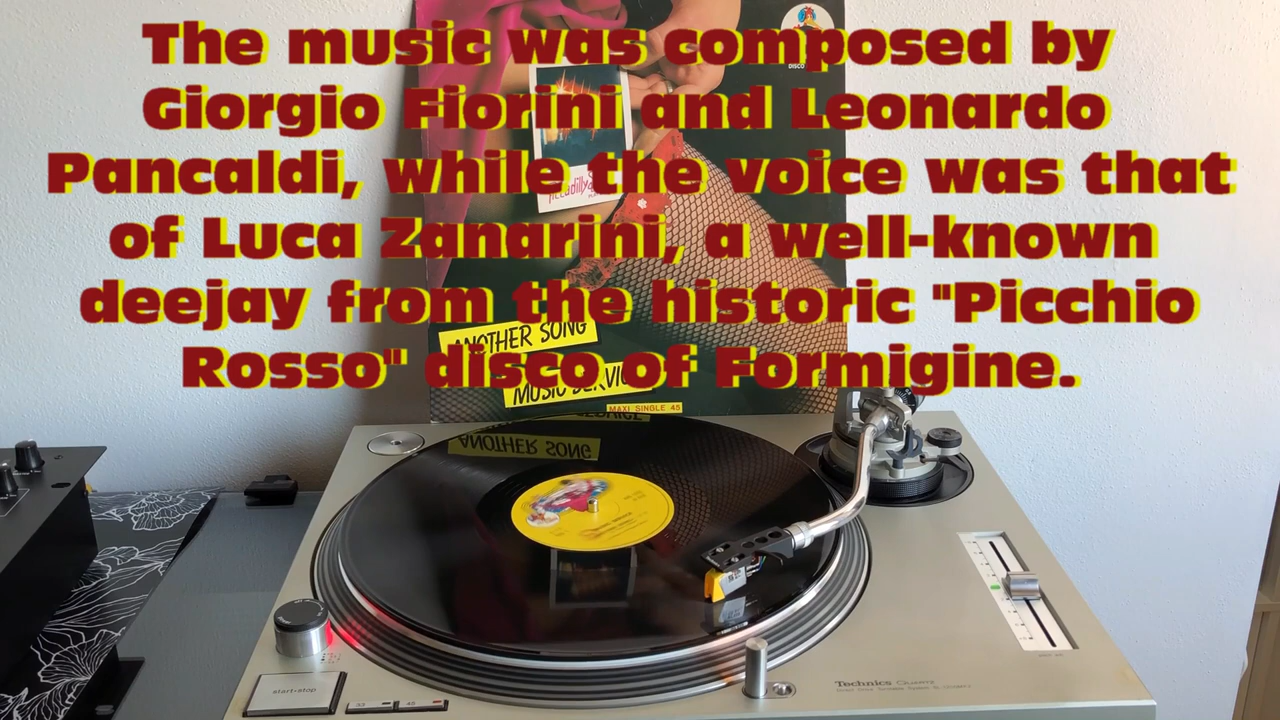 The music was composed by
Giorgio Fiorini and Leonardo
Pancaldi, while the voice was that
of Luca Zanarini, a well-known
deejay from the historic "Picchio
Rosso" disco of Formigine.
ANOTHER SONG
MUSIC SERVICE
MAXI SINGLE 45
ANOTHER SONG
Technics QUARTZ
start•stop
33
45